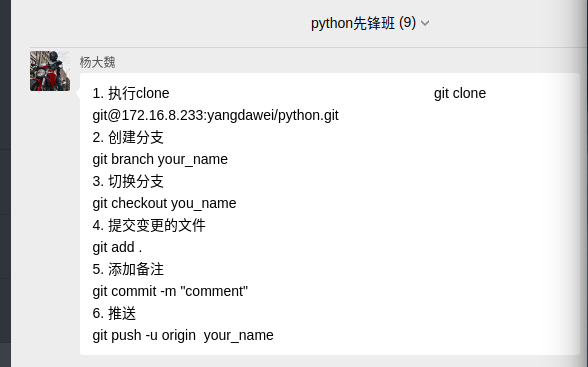 python先锋班 (9)
杨大魏
1. 执行clone git clone
git@172.16.8.233:yangdawei/python.git
2. 创建分支
git branch your_name
3. 切换分支
git checkout you_name
4. 提交变更的文件
git add .
5. 添加备注
git commit -m "comment"
6. 推送
git push -u origin  your_name